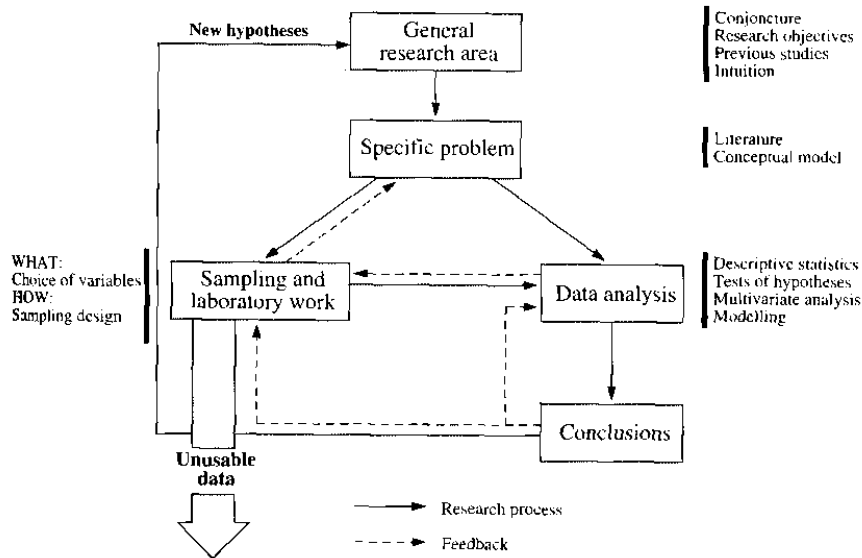 New hypotheses
General
research area
Conjoncture
Research objectives
Previous studies
Intuition
Specific problem
Literature
Conceptual model
WHAT:
Choice of variables
HOW:
Sampling design
Sampling and
laboratory work
Data analysis
Descriptive statistics
Tests of hypotheses
Multivariate analysis
Modelling
Conclusions
Unusable
data
Research process
Feedback